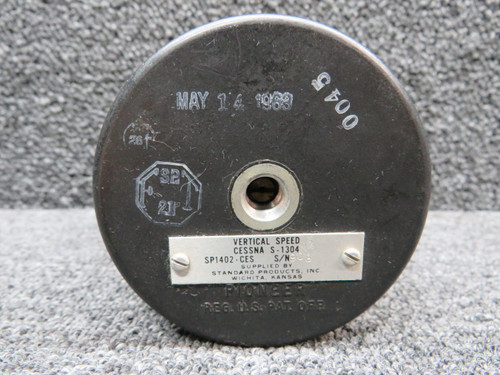 MAY 14 1968
0045
26
SB
21
VERTICAL SPEED
CESSNA S-1304
SP1402-CES S/N
SUPPLIED BY
STANDARD PRODUCTS, INC
WICHITA, KANSAS
PIONEER
REG. U.S. PAT. OFF.